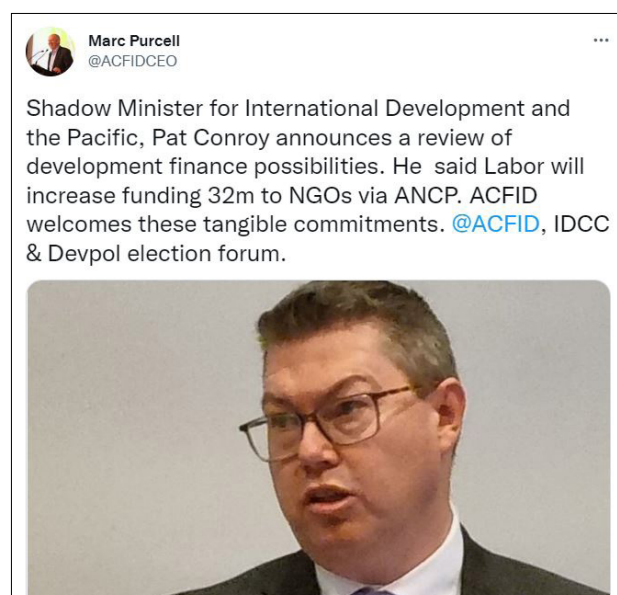 Marc Purcell
@ACFIDCEO
Shadow Minister for International Development and
the Pacific, Pat Conroy announces a review of
development finance possibilities. He  said Labor will
increase funding 32m to NGOs via ANCP. ACFID
welcomes these tangible commitments. @ACFID, IDCC
& Devpol election forum.